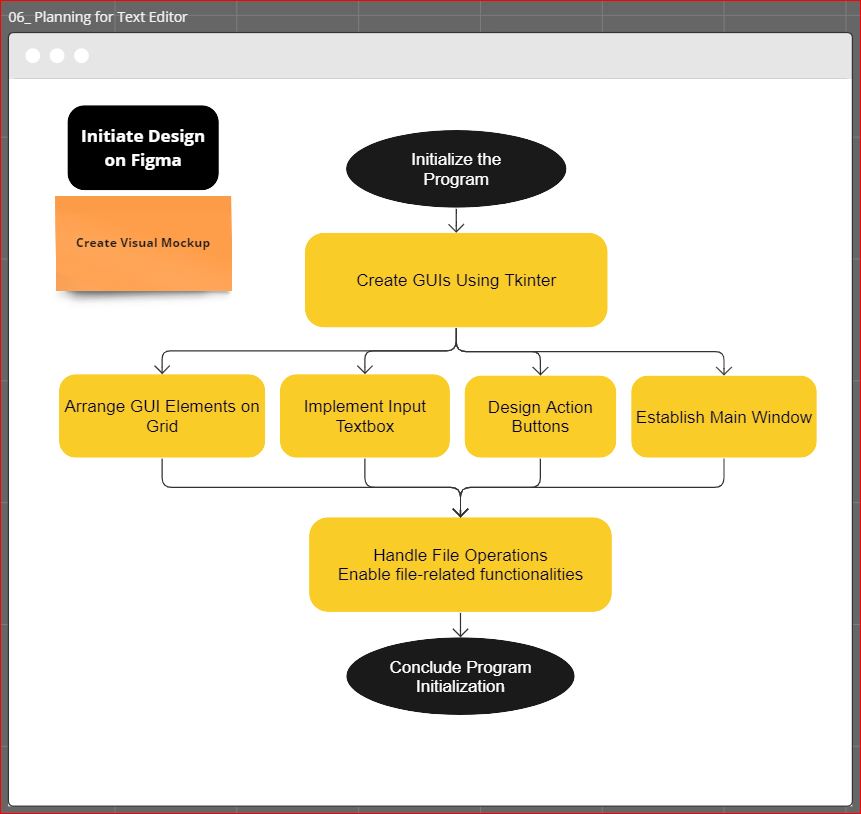 06_ Planning for Text Editor
Initiate Design
on Figma
Create Visual Mockup
Initialize the
Program
Create GUIs Using Tkinter
Arrange GUI Elements on
Grid
Implement Input
Textbox
Design Action
Buttons
Establish Main Window
Handle File Operations
Enable file-related functionalities
Conclude Program
Initialization